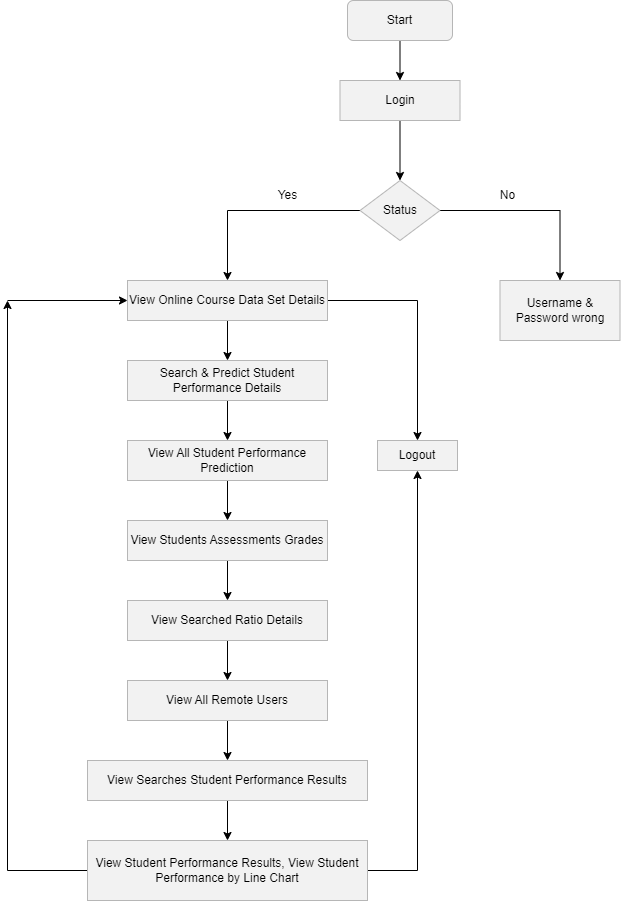 Start
Login
Status
Yes
No
View Online Course Data Set Details
Username &
Password wrong
Search & Predict Student
Performance Details
View All Student Performance
Prediction
Logout
View Students Assessments Grades
View Searched Ratio Details
View All Remote Users
View Searches Student Performance Results
View Student Performance Results, View Student
Performance by Line Chart